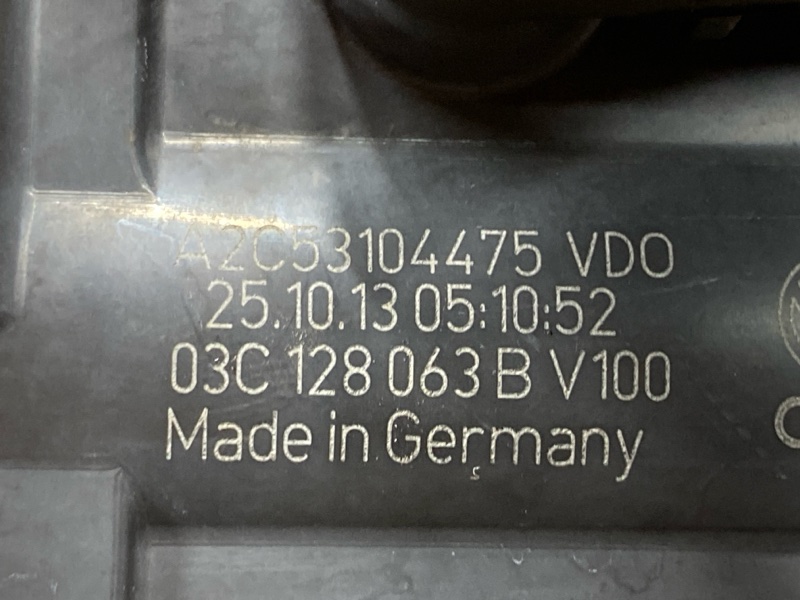 A2C53104475 VDO
25.10.13 05:10:52
03C 128 063 B V100
Made in Germany